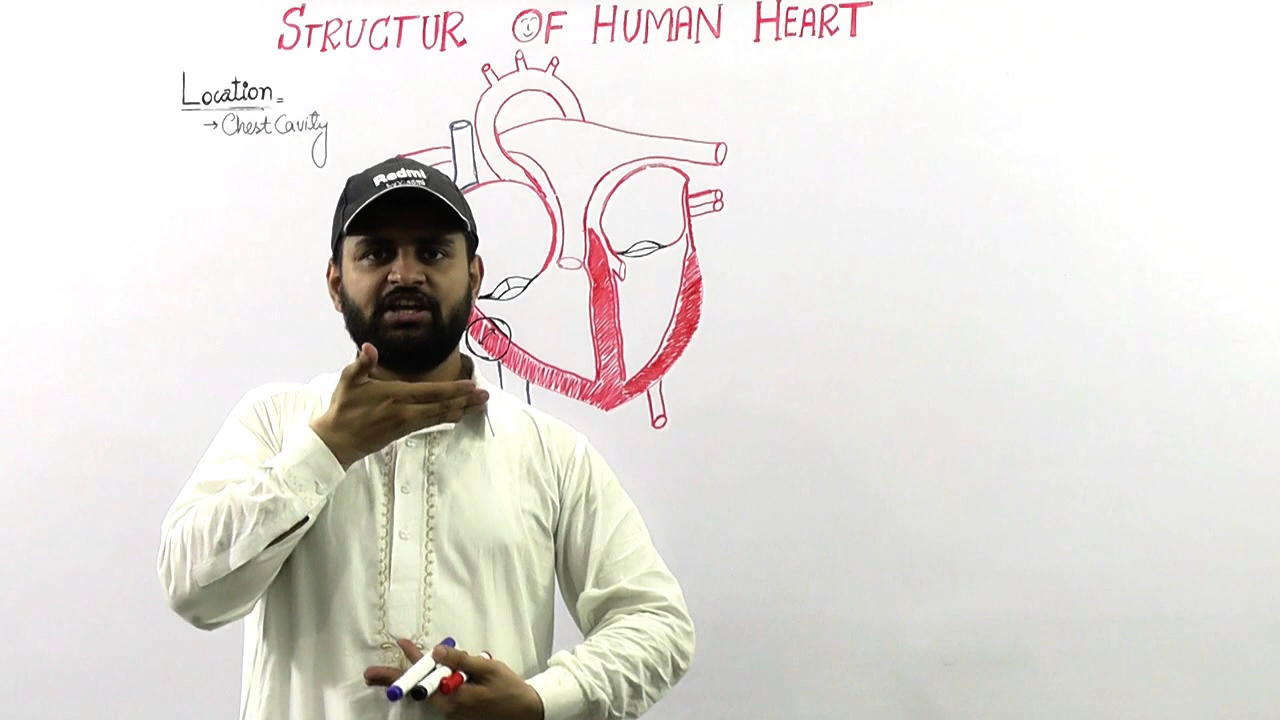 STRUCTUR OF HUMAN HEART
Location =
→ Chest Cavity
Redmi